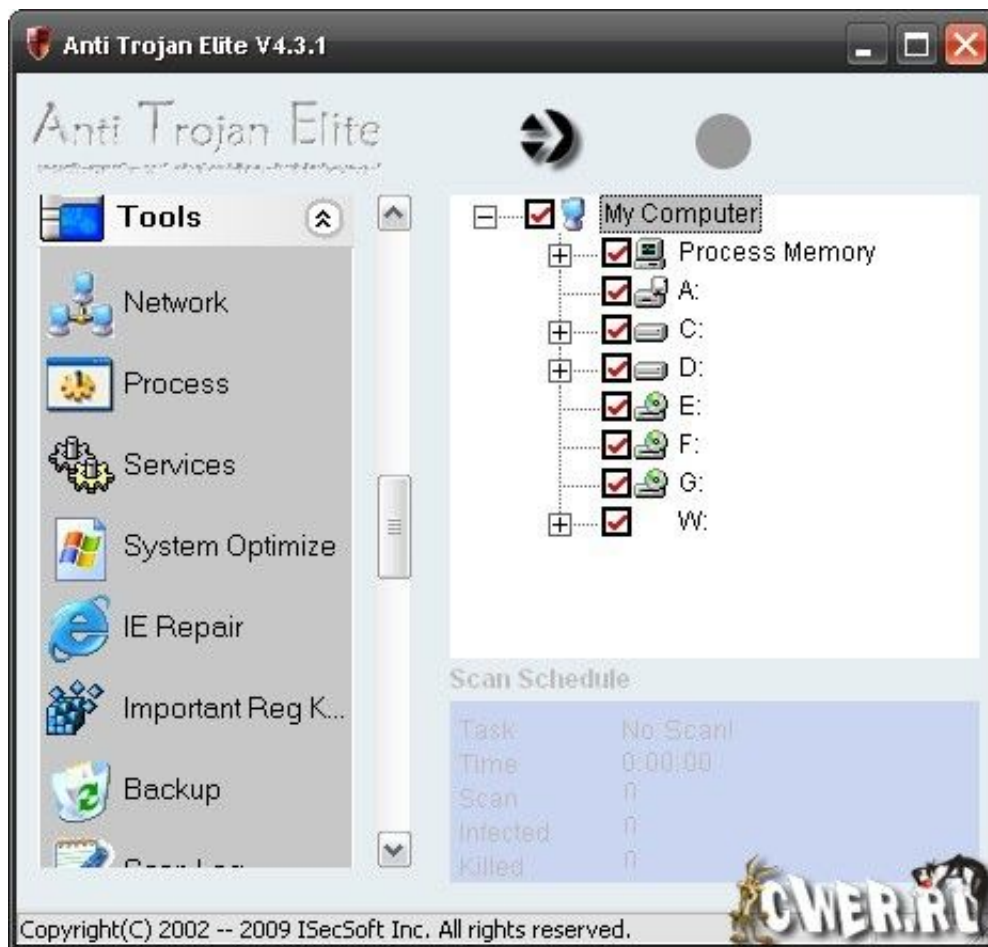 Anti Trojan Elite V4.3.1
Anti Trojan Elite
Tools
Network
Process
Services
System Optimize
IE Repair
Important Reg K...
Backup
Scan Log
My Computer
Process Memory
A:
C:
D:
E:
F:
G:
W:
Scan Schedule
Task No Scan!
Time 0:00:00
Scan 0
Infected 0
Killed 0
CWER.RU
Copyright(C) 2002 -- 2009 ISecSoft Inc. All rights reserved.